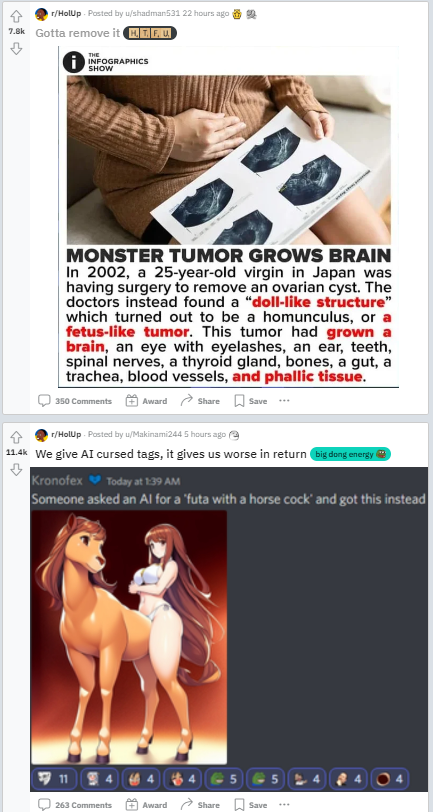 r/HolUp · Posted by u/shadman531 22 hours ago
7.8k
Gotta remove it H, T, F, U,
i THE
INFOGRAPHICS
SHOW
MONSTER TUMOR GROWS BRAIN
In 2002, a 25-year-old virgin in Japan was
having surgery to remove an ovarian cyst. The
doctors instead found a “doll-like structure”
which turned out to be a homunculus, or a
fetus-like tumor. This tumor had grown a
brain, an eye with eyelashes, an ear, teeth,
spinal nerves, a thyroid gland, bones, a gut, a
trachea, blood vessels, and phallic tissue.
350 Comments Award Share Save ...
r/HolUp · Posted by u/Makinami244 5 hours ago
11.4k
We give AI cursed tags, it gives us worse in return big dong energy
Kronofex Today at 1:39 AM
Someone asked an AI for a 'futa with a horse cock' and got this instead
11 4 4 4 5 5 4 4 4
263 Comments Award Share Save ...